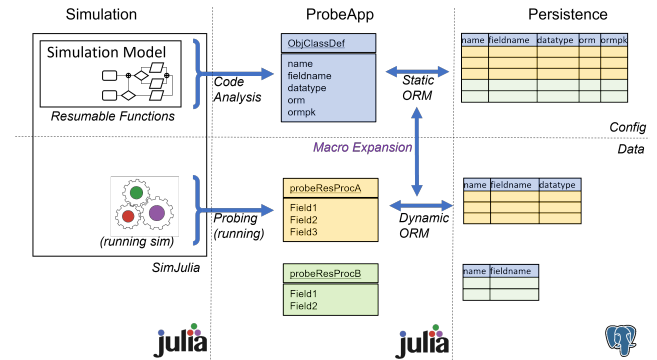 Simulation
ProbeApp
Persistence
Simulation Model
Resumable Functions
Code
Analysis
ObjClassDef
name
fieldname
datatype
orm
ormpk
Static
ORM
name fieldname datatype orm ormpk
Config
Macro Expansion
Data
(running sim)
SimJulia
Probing
(running)
probeResProcA
Field1
Field2
Field3
Dynamic
ORM
name fieldname datatype
probeResProcB
Field1
Field2
name fieldname
julia
julia